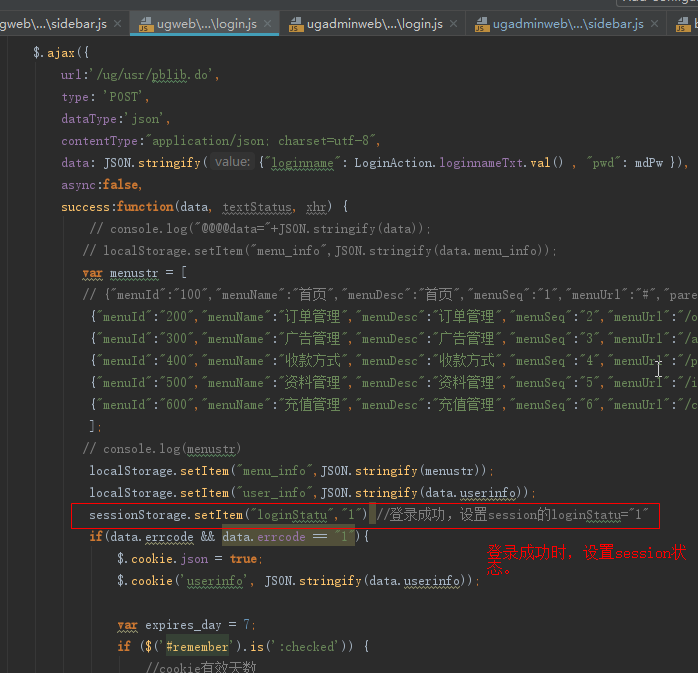 gweb\...\sidebar.js × ugweb\...\login.js × ugadminweb\...\login.js × ugadminweb\...\sidebar.js ×
$.ajax({
url:'/ug/usr/pblib.do',
type: 'POST',
dataType:'json',
contentType:"application/json; charset=utf-8",
data: JSON.stringify( value: {"loginname": LoginAction.loginnameTxt.val() , "pwd": mdPw }),
async:false,
success:function(data, textStatus, xhr) {
// console.log("@@@@data="+JSON.stringify(data));
// localStorage.setItem("menu_info",JSON.stringify(data.menu_info));
var menustr = [
// {"menuId":"100","menuName":"首页","menuDesc":"首页","menuSeq":"1","menuUrl":"#","pare
{"menuId":"200","menuName":"订单管理","menuDesc":"订单管理","menuSeq":"2","menuUrl":"/o
{"menuId":"300","menuName":"广告管理","menuDesc":"广告管理","menuSeq":"3","menuUrl":"/a
{"menuId":"400","menuName":"收款方式","menuDesc":"收款方式","menuSeq":"4","menuUrl":"/p
{"menuId":"500","menuName":"资料管理","menuDesc":"资料管理","menuSeq":"5","menuUrl":"/i
{"menuId":"600","menuName":"充值管理","menuDesc":"充值管理","menuSeq":"6","menuUrl":"/c
];
// console.log(menustr)
localStorage.setItem("menu_info",JSON.stringify(menustr));
localStorage.setItem("user_info",JSON.stringify(data.userinfo));
sessionStorage.setItem("loginStatu","1") //登录成功，设置session的loginStatu="1"
if(data.errcode && data.errcode == "1"){
登录成功时，设置session状
态。
$.cookie.json = true;
$.cookie('userinfo', JSON.stringify(data.userinfo));
var expires_day = 7;
if ($('#remember').is(':checked')) {
//cookie有效天数